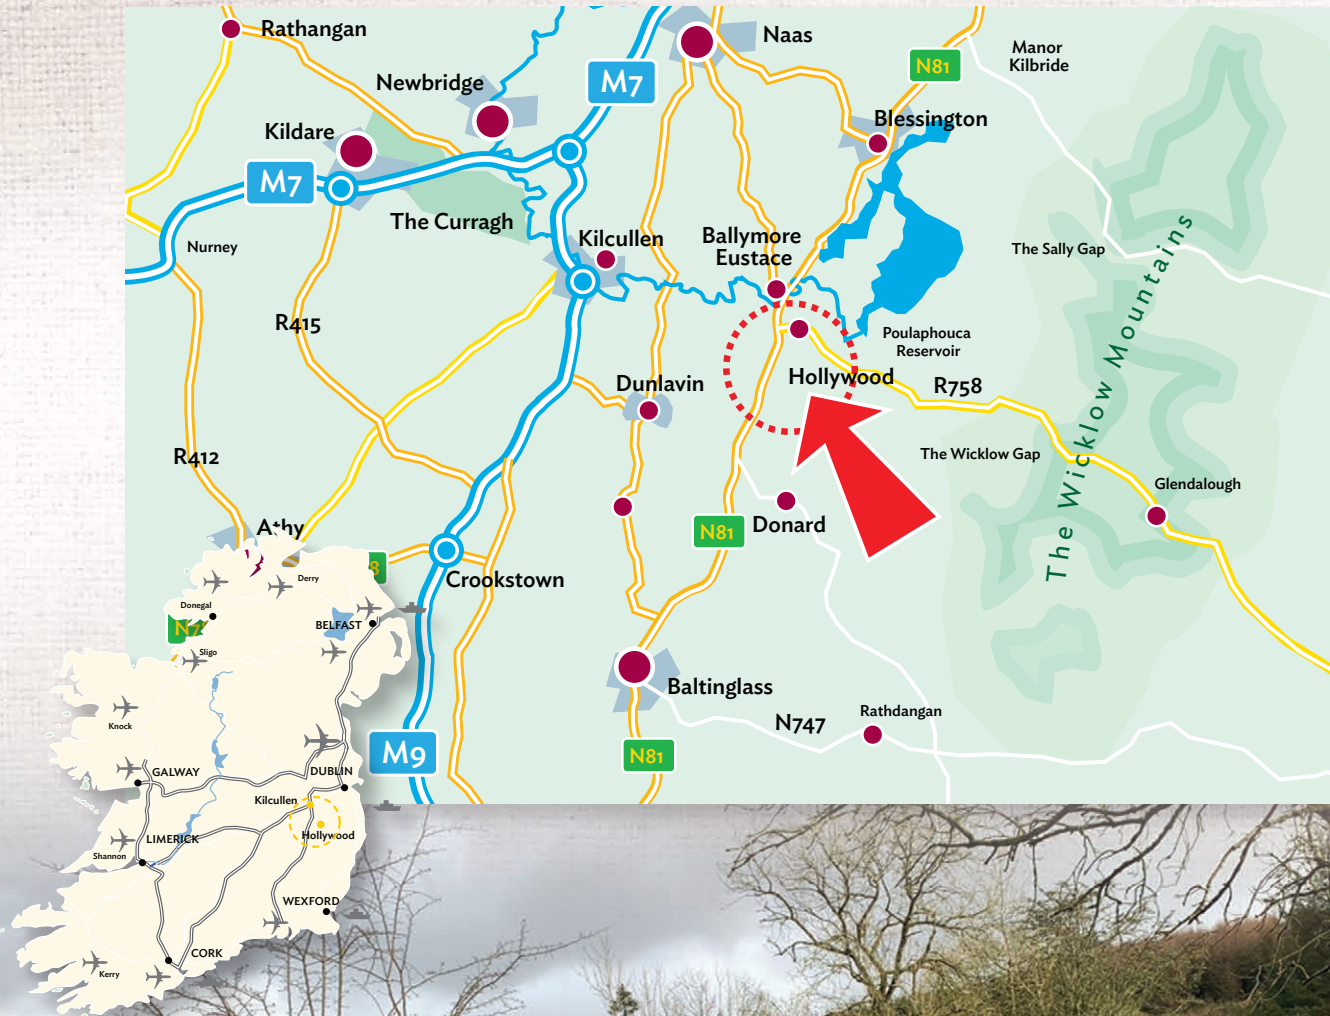 Rathangan
Naas
Manor
Kilbride
N81
Newbridge
M7
Blessington
Kildare
M7
The Curragh
Nurney
Kilcullen
Ballymore
Eustace
The Sally Gap
R415
Poulaphouca
Reservoir
Dunlavin
Hollywood
R758
The Wicklow Mountains
R412
The Wicklow Gap
Glendalough
Athy
N81
Donard
8
Crookstown
Derry
Donegal
BELFAST
N7
Sligo
Baltinglass
Rathdangan
N747
Knock
M9
N81
GALWAY
DUBLIN
Kilcullen
Hollywood
LIMERICK
Shannon
WEXFORD
CORK
Kerry